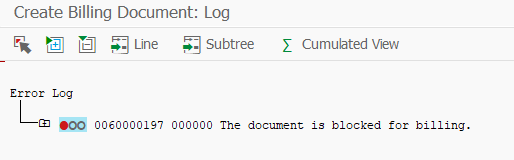 Create Billing Document: Log
Line Subtree Σ Cumulated View
Error Log
0060000197 000000 The document is blocked for billing.